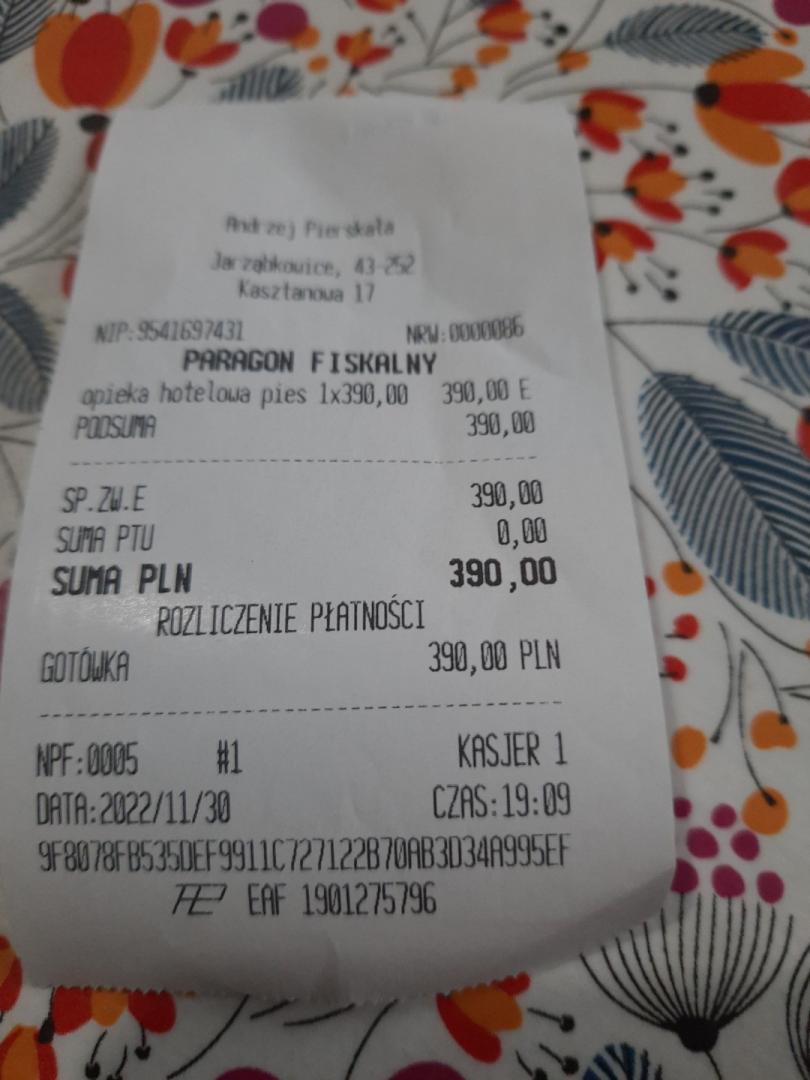 Andrzej Pierskała
Jarząbkowice, 43-252
Kasztanowa 17
NIP:9541697431 NRW:0000086
PARAGON FISKALNY
opieka hotelowa pies 1x390,00 390,00 E
PODSUMA 390,00
SP.ZW.E 390,00
SUMA PTU 0,00
SUMA PLN 390,00
ROZLICZENIE PŁATNOŚCI
GOTÓWKA 390,00 PLN
NPF:0005 #1 KASJER 1
DATA:2022/11/30 CZAS:19:09
9F8078FB535DEF9911C727122B70AB3D34A995EF
EAF 1901275796